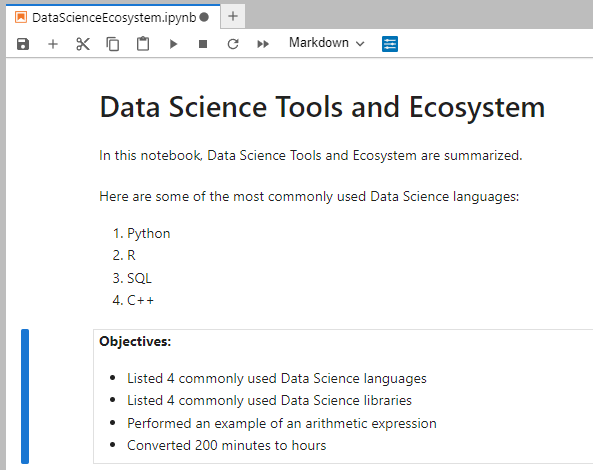 DataScienceEcosystem.ipynb
Markdown
Data Science Tools and Ecosystem
In this notebook, Data Science Tools and Ecosystem are summarized.
Here are some of the most commonly used Data Science languages:
1. Python
2. R
3. SQL
4. C++
Objectives:
• Listed 4 commonly used Data Science languages
• Listed 4 commonly used Data Science libraries
• Performed an example of an arithmetic expression
• Converted 200 minutes to hours